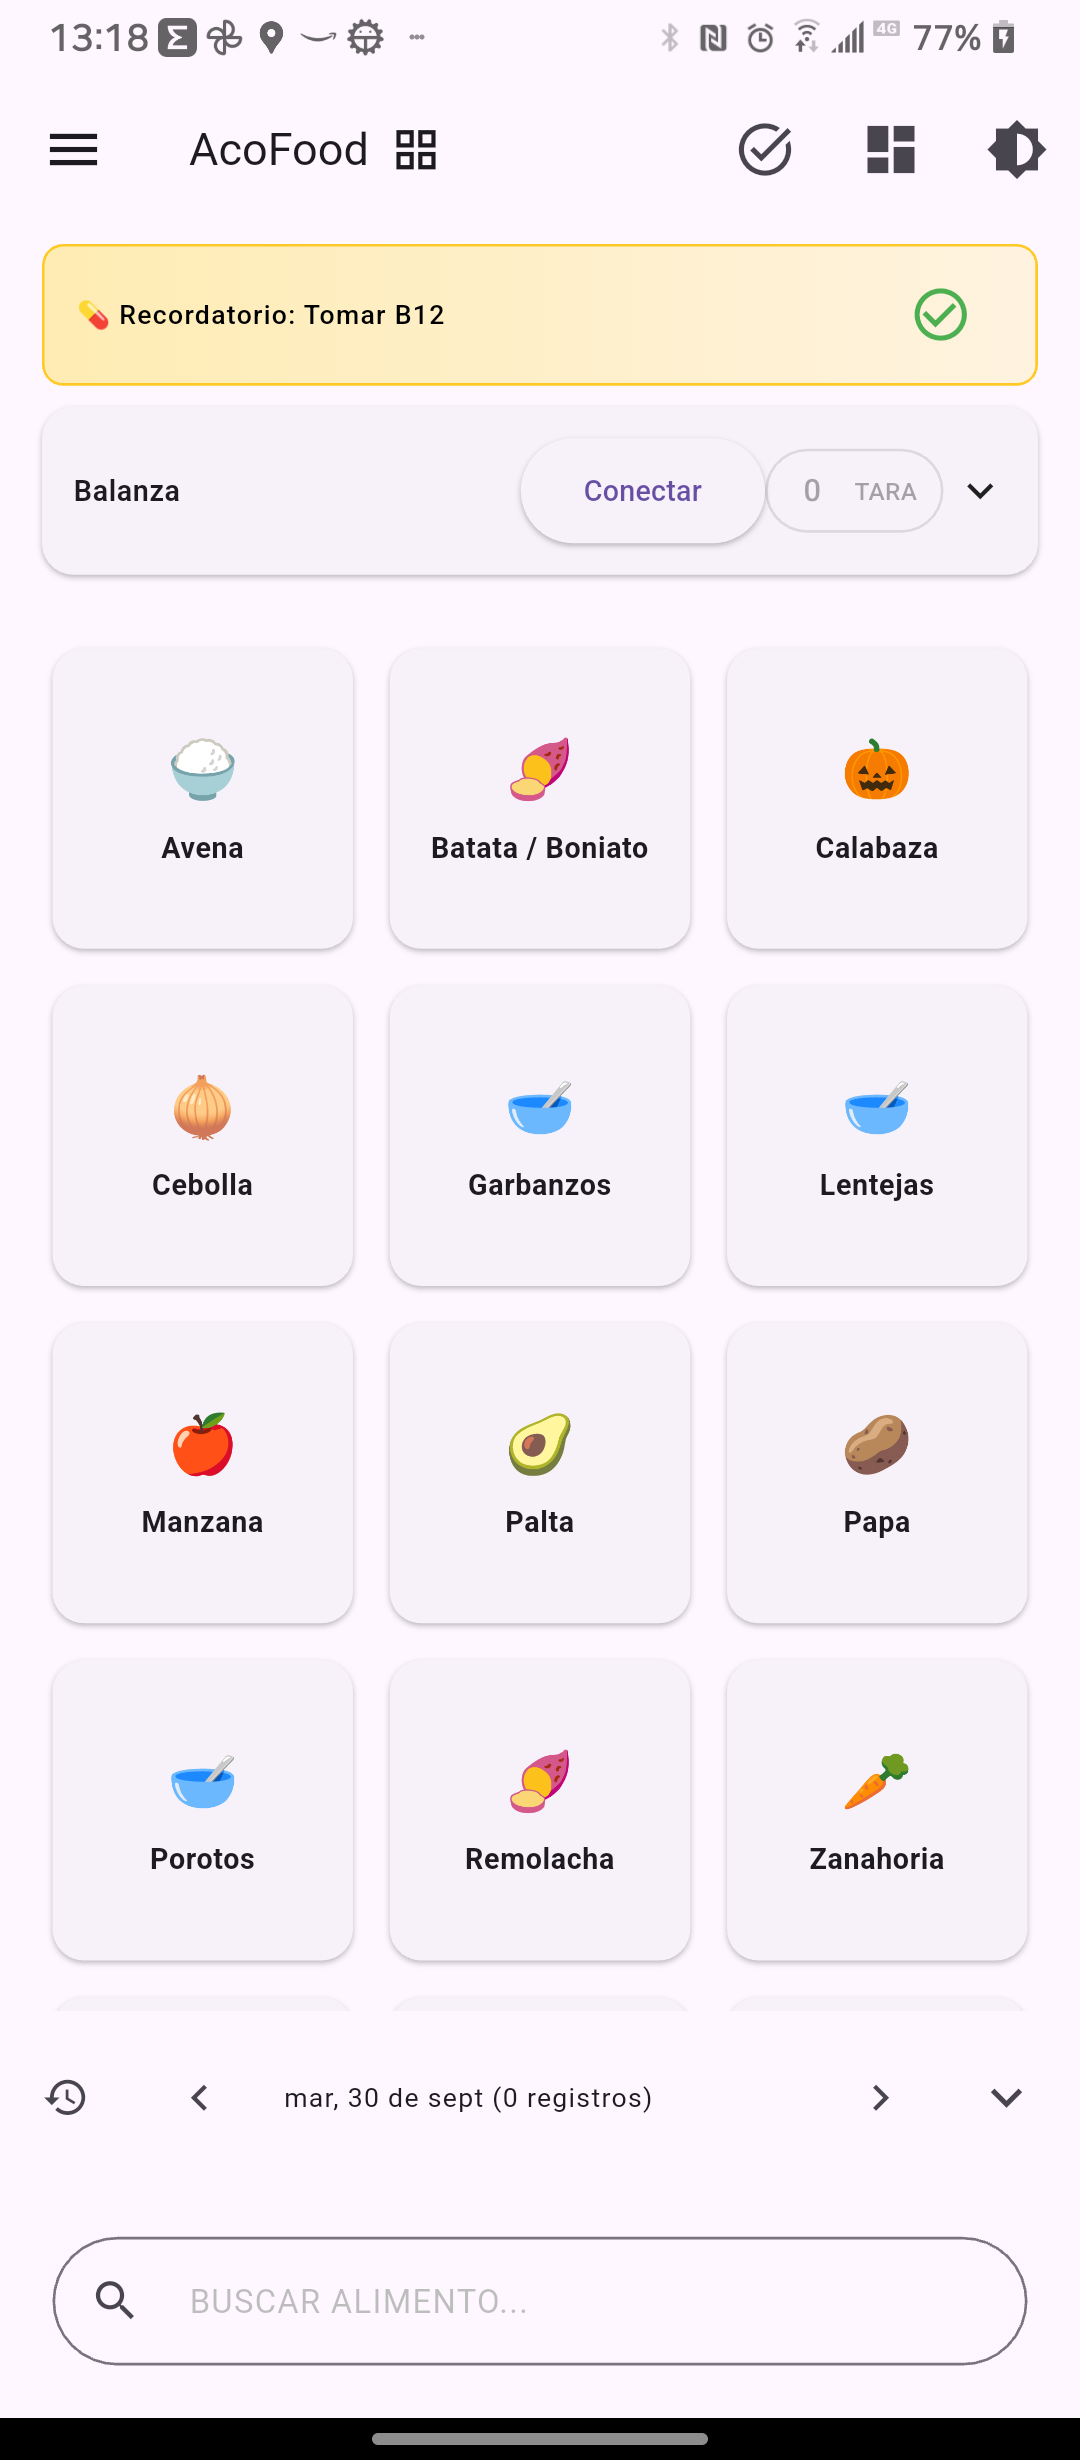 13:18
4G
77%
AcoFood
Recordatorio: Tomar B12
Balanza
Conectar
0
TARA
Avena
Batata / Boniato
Calabaza
Cebolla
Garbanzos
Lentejas
Manzana
Palta
Papa
Porotos
Remolacha
Zanahoria
mar, 30 de sept (0 registros)
BUSCAR ALIMENTO...